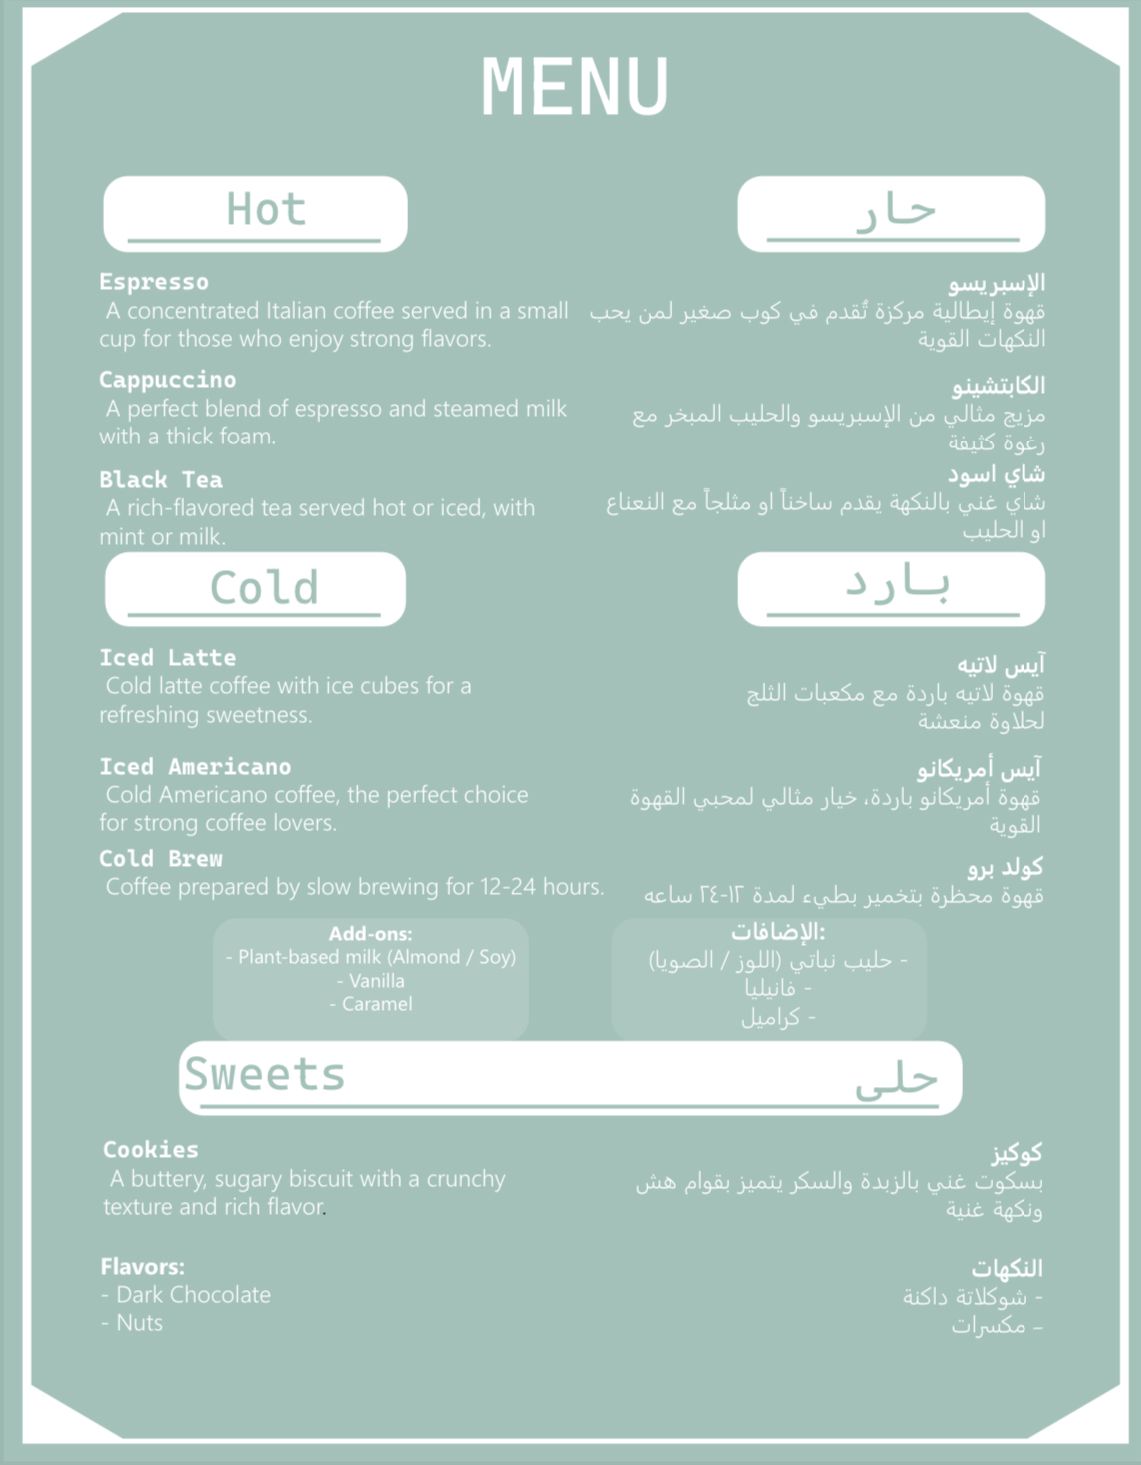 MENU
Hot
حار
Espresso
A concentrated Italian coffee served in a small
cup for those who enjoy strong flavors.
الإسبريسو
قهوة إيطالية مركزة تُقدم في كوب صغير لمن يحب
النكهات القوية
Cappuccino
A perfect blend of espresso and steamed milk
with a thick foam.
الكابتشينو
مزيج مثالي من الإسبريسو والحليب المبخر مع
رغوة كثيفة
Black Tea
A rich-flavored tea served hot or iced, with
mint or milk.
شاي اسود
شاي غني بالنكهة يقدم ساخناً او مثلجاً مع النعناع
او الحليب
Cold
بارد
Iced Latte
Cold latte coffee with ice cubes for a
refreshing sweetness.
آيس لاتيه
قهوة لاتيه باردة مع مكعبات الثلج
لحلاوة منعشة
Iced Americano
Cold Americano coffee, the perfect choice
for strong coffee lovers.
آيس أمريكانو
قهوة أمريكانو باردة، خيار مثالي لمحبي القهوة
القوية
Cold Brew
Coffee prepared by slow brewing for 12-24 hours.
كولد برو
قهوة محظرة بتخمير بطيء لمدة ١٢-٢٤ ساعه
Add-ons:
- Plant-based milk (Almond / Soy)
- Vanilla
- Caramel
الإضافات:
- حليب نباتي (اللوز / الصويا)
- فانيليا
- كراميل
Sweets
حلى
Cookies
A buttery, sugary biscuit with a crunchy
texture and rich flavor.
كوكيز
بسكوت غني بالزبدة والسكر يتميز بقوام هش
ونكهة غنية
Flavors:
- Dark Chocolate
- Nuts
النكهات
- شوكلاتة داكنة
– مكسرات